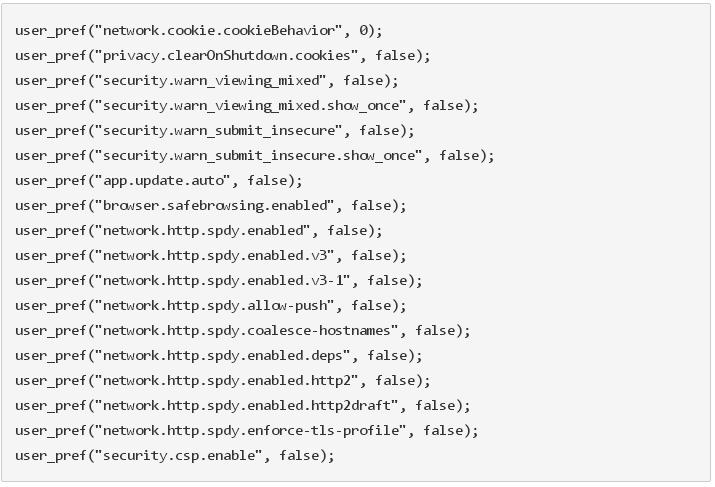 user_pref("network.cookie.cookieBehavior", 0);
user_pref("privacy.clearOnShutdown.cookies", false);
user_pref("security.warn_viewing_mixed", false);
user_pref("security.warn_viewing_mixed.show_once", false);
user_pref("security.warn_submit_insecure", false);
user_pref("security.warn_submit_insecure.show_once", false);
user_pref("app.update.auto", false);
user_pref("browser.safebrowsing.enabled", false);
user_pref("network.http.spdy.enabled", false);
user_pref("network.http.spdy.enabled.v3", false);
user_pref("network.http.spdy.enabled.v3-1", false);
user_pref("network.http.spdy.allow-push", false);
user_pref("network.http.spdy.coalesce-hostnames", false);
user_pref("network.http.spdy.enabled.deps", false);
user_pref("network.http.spdy.enabled.http2", false);
user_pref("network.http.spdy.enabled.http2draft", false);
user_pref("network.http.spdy.enforce-tls-profile", false);
user_pref("security.csp.enable", false);